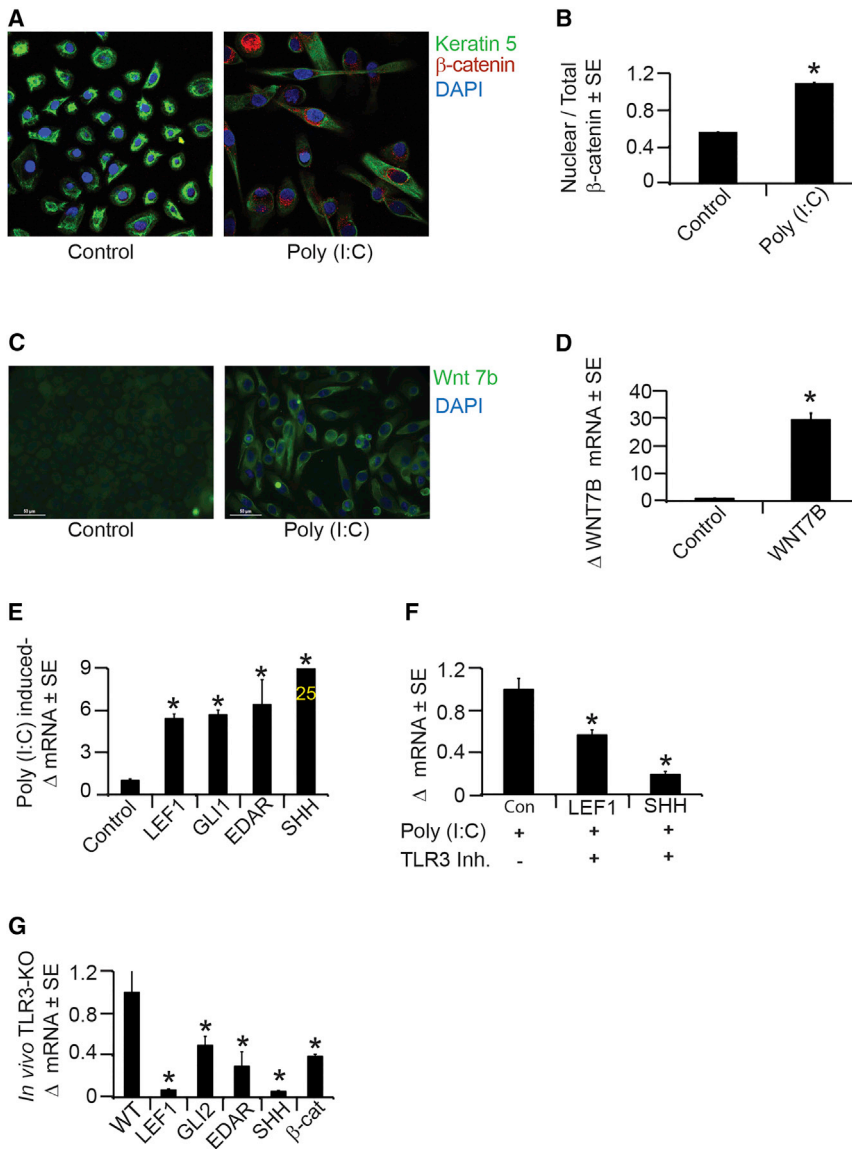 A
Keratin 5
β-catenin
DAPI
Control
Poly (I:C)
B
Nuclear / Total
β-catenin ± SE
1.2
0.8
0.4
0
*
Control
Poly (I:C)
C
Wnt 7b
DAPI
50 µm
50 µm
Control
Poly (I:C)
D
Δ WNT7B mRNA ± SE
40
30
20
10
0
*
Control
WNT7B
E
Poly (I:C) induced-
Δ mRNA ± SE
9
6
3
0
* * * *
25
Control
LEF1
GLI1
EDAR
SHH
F
Δ mRNA ± SE
1.2
0.8
0.4
0
* *
Con LEF1 SHH
Poly (I:C) + + +
TLR3 Inh. - + +
G
In vivo TLR3-KO
Δ mRNA ± SE
1.2
0.8
0.4
0
* * * * *
WT
LEF1
GLI2
EDAR
SHH
β-cat